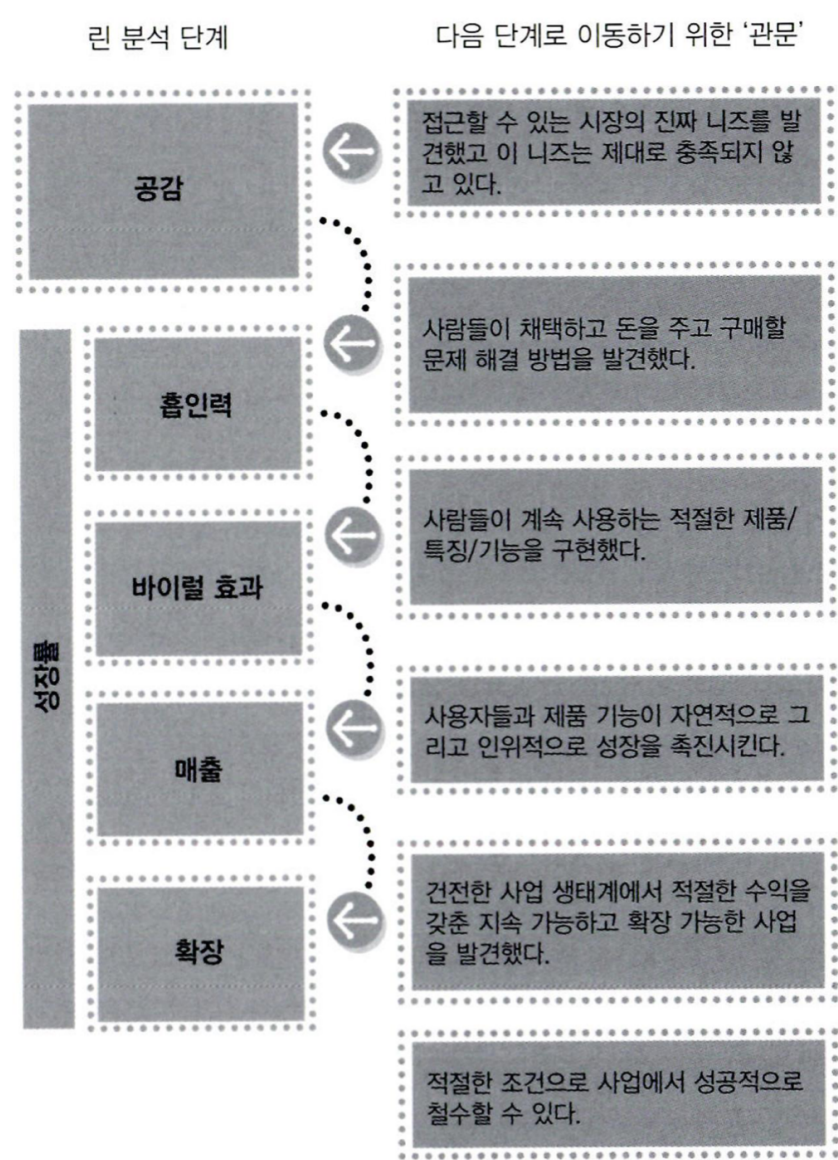 린 분석 단계
다음 단계로 이동하기 위한 ‘관문’
공감
접근할 수 있는 시장의 진짜 니즈를 발
견했고 이 니즈는 제대로 충족되지 않
고 있다.
성장률
흡인력
사람들이 채택하고 돈을 주고 구매할
문제 해결 방법을 발견했다.
바이럴 효과
사람들이 계속 사용하는 적절한 제품/
특징/기능을 구현했다.
매출
사용자들과 제품 기능이 자연적으로 그
리고 인위적으로 성장을 촉진시킨다.
확장
건전한 사업 생태계에서 적절한 수익을
갖춘 지속 가능하고 확장 가능한 사업
을 발견했다.
적절한 조건으로 사업에서 성공적으로
철수할 수 있다.